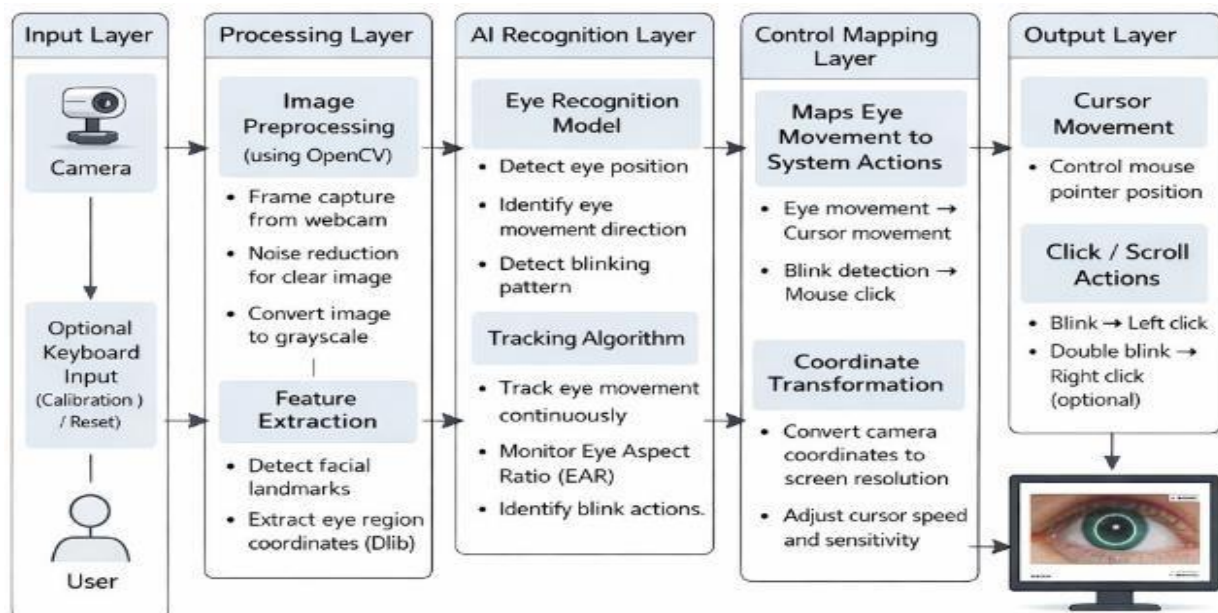 Input Layer
Camera
Optional
Keyboard
Input
(Calibration )
/ Reset)
User
Processing Layer
Image
Preprocessing
(using OpenCV)
• Frame capture
from webcam
• Noise reduction
for clear image
• Convert image
to grayscale
Feature
Extraction
• Detect facial
landmarks
• Extract eye region
coordinates (Dlib)
AI Recognition Layer
Eye Recognition
Model
• Detect eye position
• Identify eye
movement direction
• Detect blinking
pattern
Tracking Algorithm
• Track eye movement
continuously
• Monitor Eye Aspect
Ratio (EAR)
• Identify blink actions.
Control Mapping
Layer
Maps Eye
Movement to
System Actions
• Eye movement →
Cursor movement
• Blink detection →
Mouse click
Coordinate
Transformation
• Convert camera
coordinates to
screen resolution
• Adjust cursor speed
and sensitivity
Output Layer
Cursor
Movement
• Control mouse
pointer position
Click / Scroll
Actions
• Blink → Left click
• Double blink →
Right click
(optional)